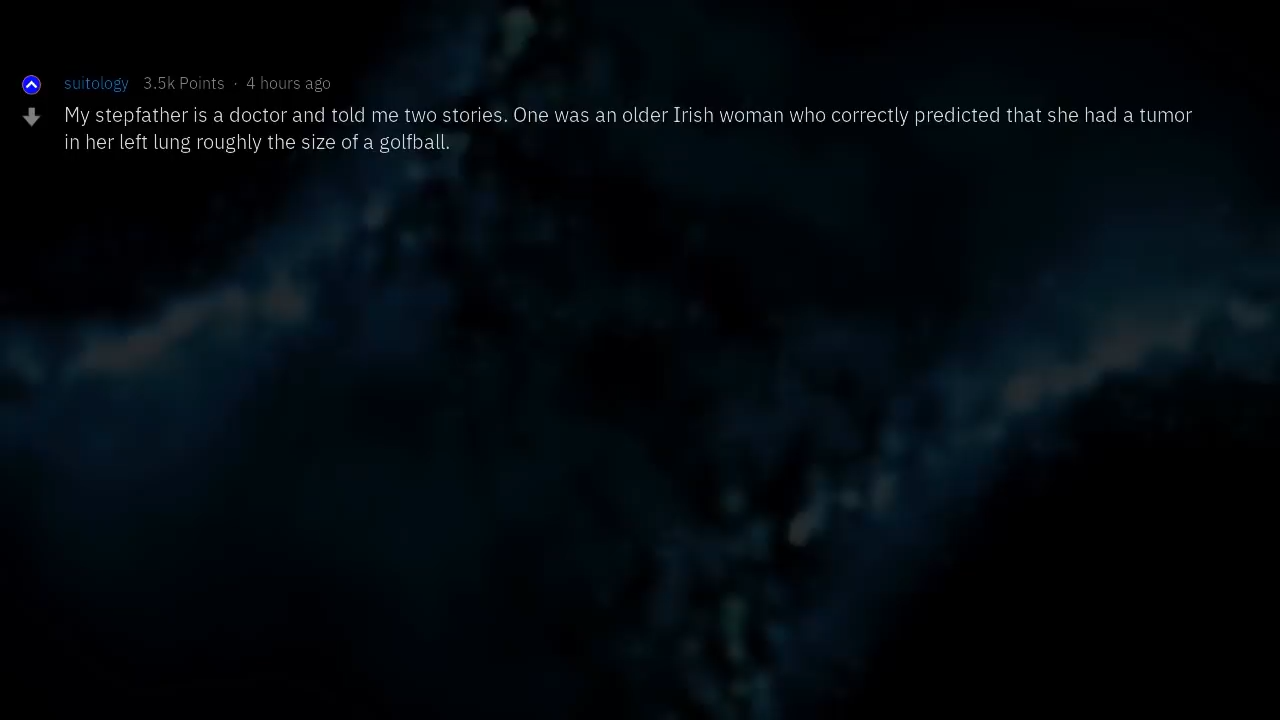 suitology 3.5k Points · 4 hours ago
My stepfather is a doctor and told me two stories. One was an older Irish woman who correctly predicted that she had a tumor
in her left lung roughly the size of a golfball.